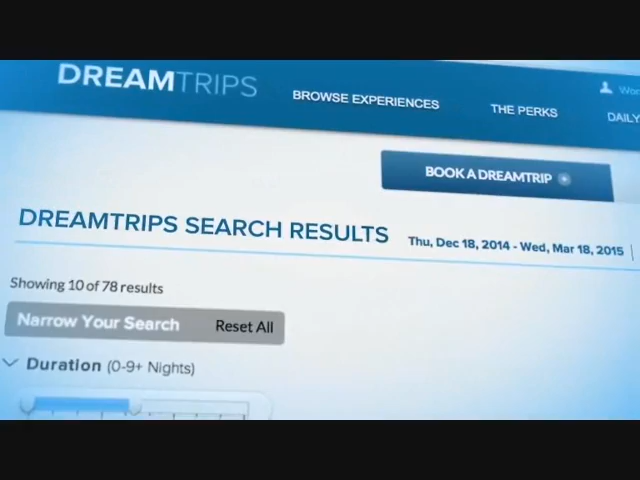 DREAMTRIPS
BROWSE EXPERIENCES
THE PERKS
DAILY
BOOK A DREAMTRIP
DREAMTRIPS SEARCH RESULTS
Thu, Dec 18, 2014 - Wed, Mar 18, 2015
Showing 10 of 78 results
Narrow Your Search
Reset All
Duration (0-9+ Nights)